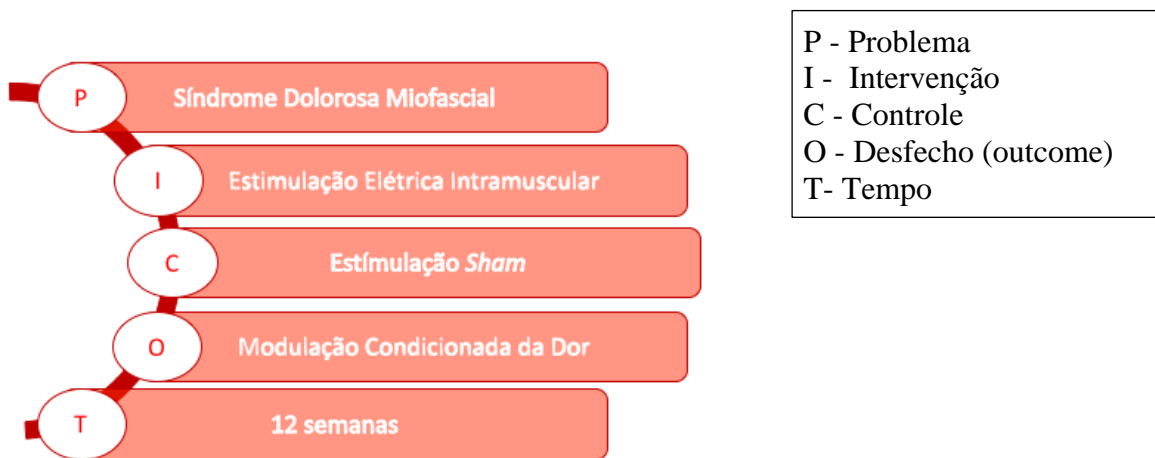 P
Síndrome Dolorosa Miofascial
I
Estimulação Elétrica Intramuscular
C
Estímulação Sham
O
Modulação Condicionada da Dor
T
12 semanas
P - Problema
I - Intervenção
C - Controle
O - Desfecho (outcome)
T- Tempo